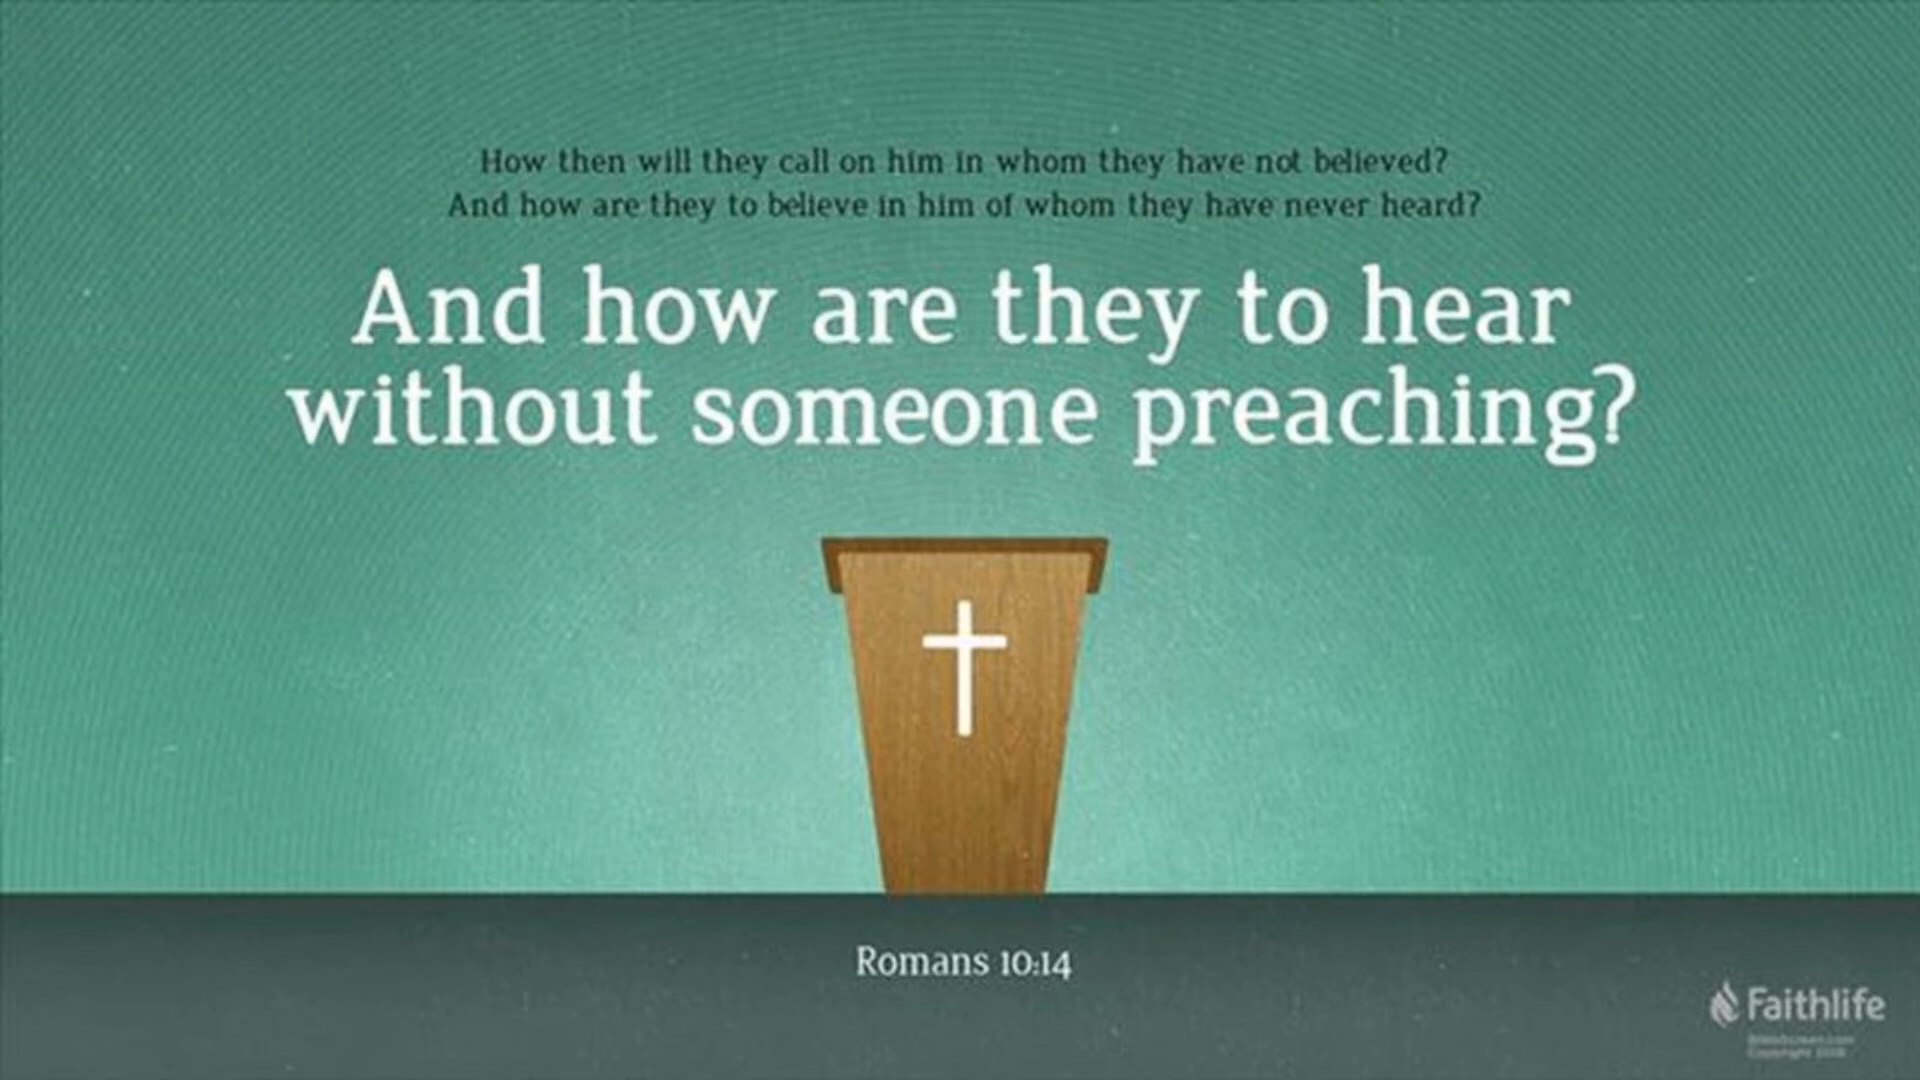 How then will they call on him in whom they have not believed?
And how are they to believe in him of whom they have never heard?
And how are they to hear
without someone preaching?
Romans 10:14
Faithlife